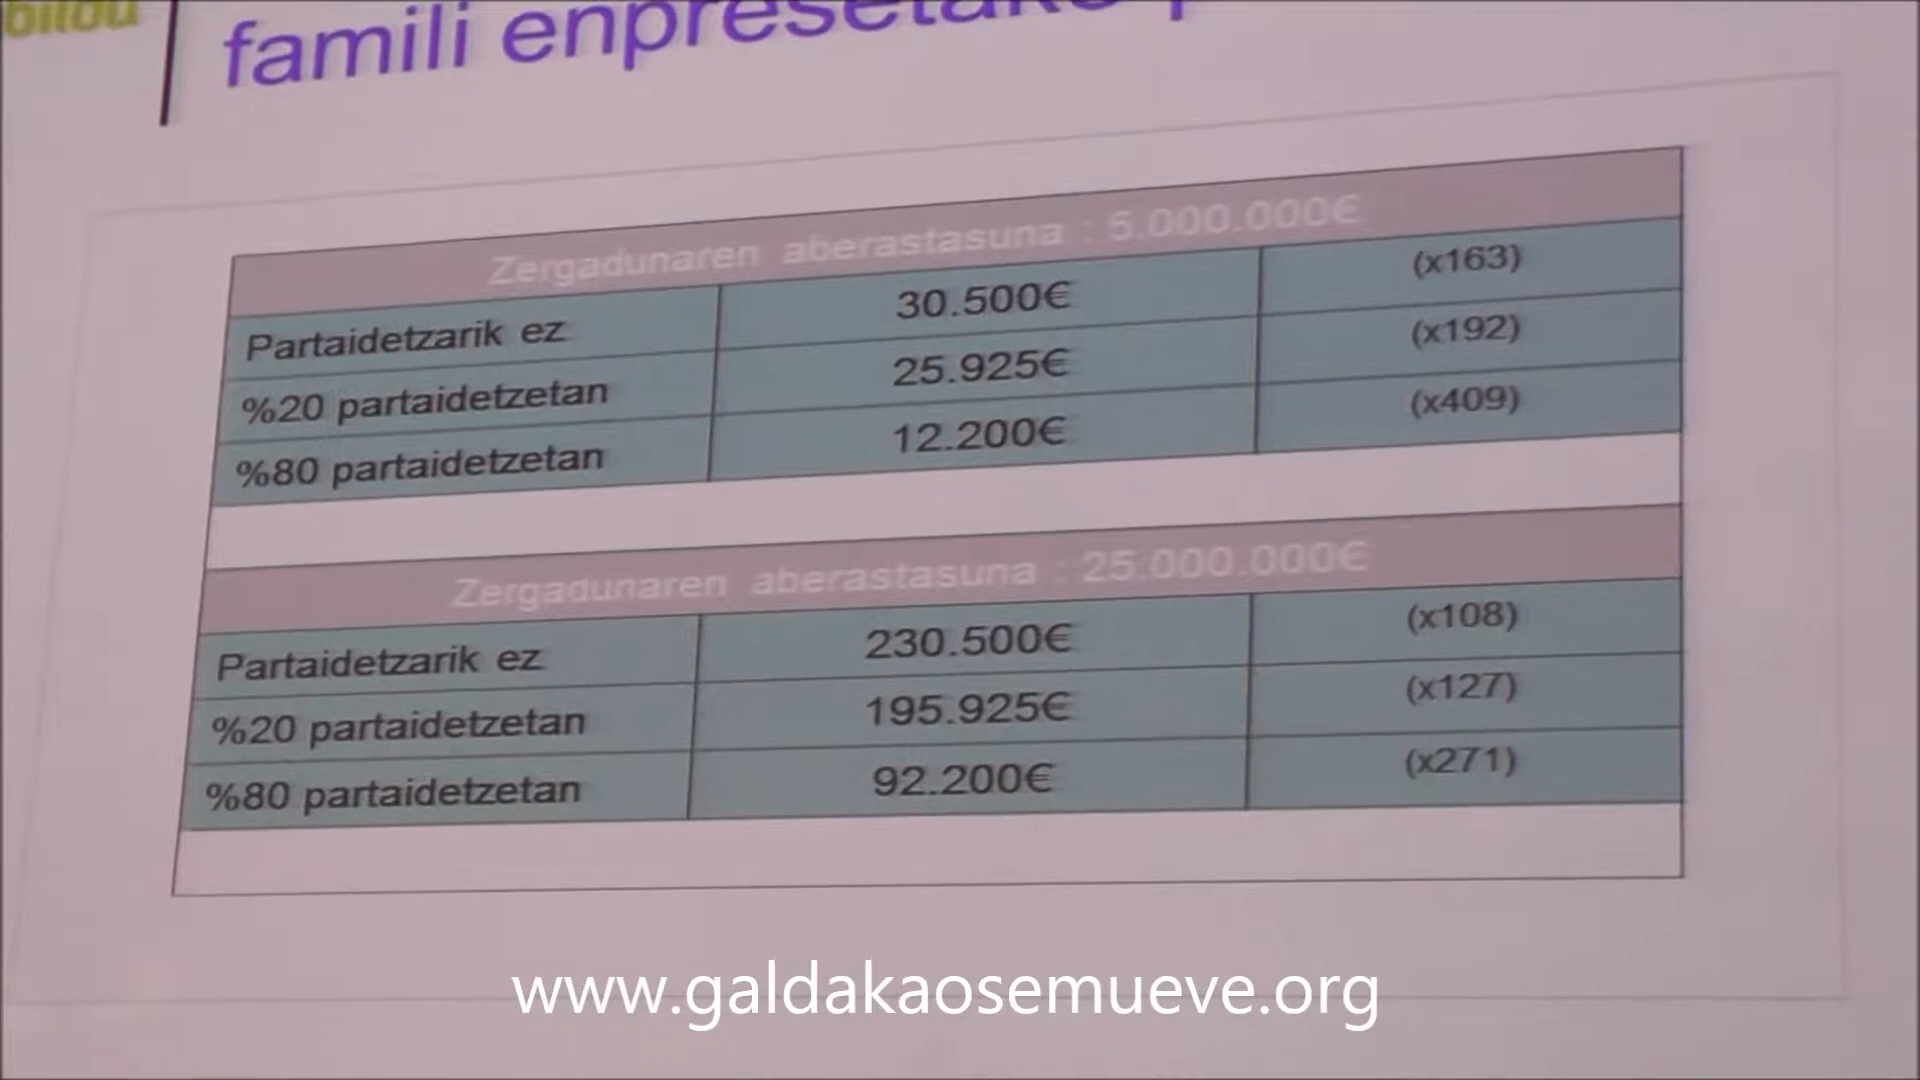 bildu
famili enpresetako
Zergadunaren aberastasuna : 5.000.000€
Partaidetzarik ez 30.500€ (x163)
%20 partaidetzetan 25.925€ (x192)
%80 partaidetzetan 12.200€ (x409)
Zergadunaren aberastasuna : 25.000.000€
Partaidetzarik ez 230.500€ (x108)
%20 partaidetzetan 195.925€ (x127)
%80 partaidetzetan 92.200€ (x271)
www.galdakaosemueve.org